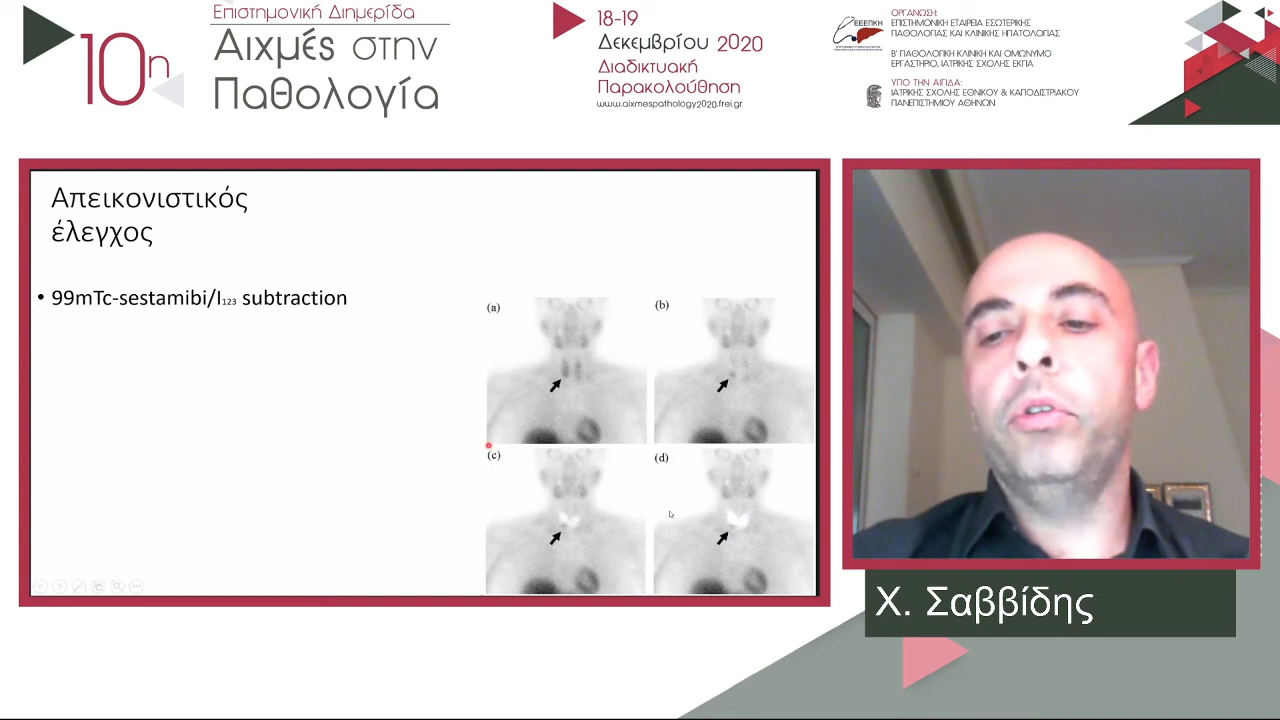 10η
Επιστημονική Διημερίδα
Αιχμές στην
Παθολογία
18-19
Δεκεμβρίου 2020
Διαδικτυακή
Παρακολούθηση
www.aixmespathology2020.frei.gr
ΕΕΕΠΚΗ
ΟΡΓΑΝΩΣΗ:
ΕΠΙΣΤΗΜΟΝΙΚΗ ΕΤΑΙΡΕΙΑ ΕΣΩΤΕΡΙΚΗΣ
ΠΑΘΟΛΟΓΙΑΣ ΚΑΙ ΚΛΙΝΙΚΗΣ ΗΠΑΤΟΛΟΓΙΑΣ
Β' ΠΑΘΟΛΟΓΙΚΗ ΚΛΙΝΙΚΗ ΚΑΙ ΟΜΩΝΥΜΟ
ΕΡΓΑΣΤΗΡΙΟ, ΙΑΤΡΙΚΗΣ ΣΧΟΛΗΣ ΕΚΠΑ
ΥΠΟ ΤΗΝ ΑΙΓΙΔΑ:
ΙΑΤΡΙΚΗΣ ΣΧΟΛΗΣ ΕΘΝΙΚΟΥ & ΚΑΠΟΔΙΣΤΡΙΑΚΟΥ
ΠΑΝΕΠΙΣΤΗΜΙΟΥ ΑΘΗΝΩΝ
Απεικονιστικός
έλεγχος
• 99mTc-sestamibi/I123 subtraction
(a)
(b)
(c)
(d)
Χ. Σαββίδης